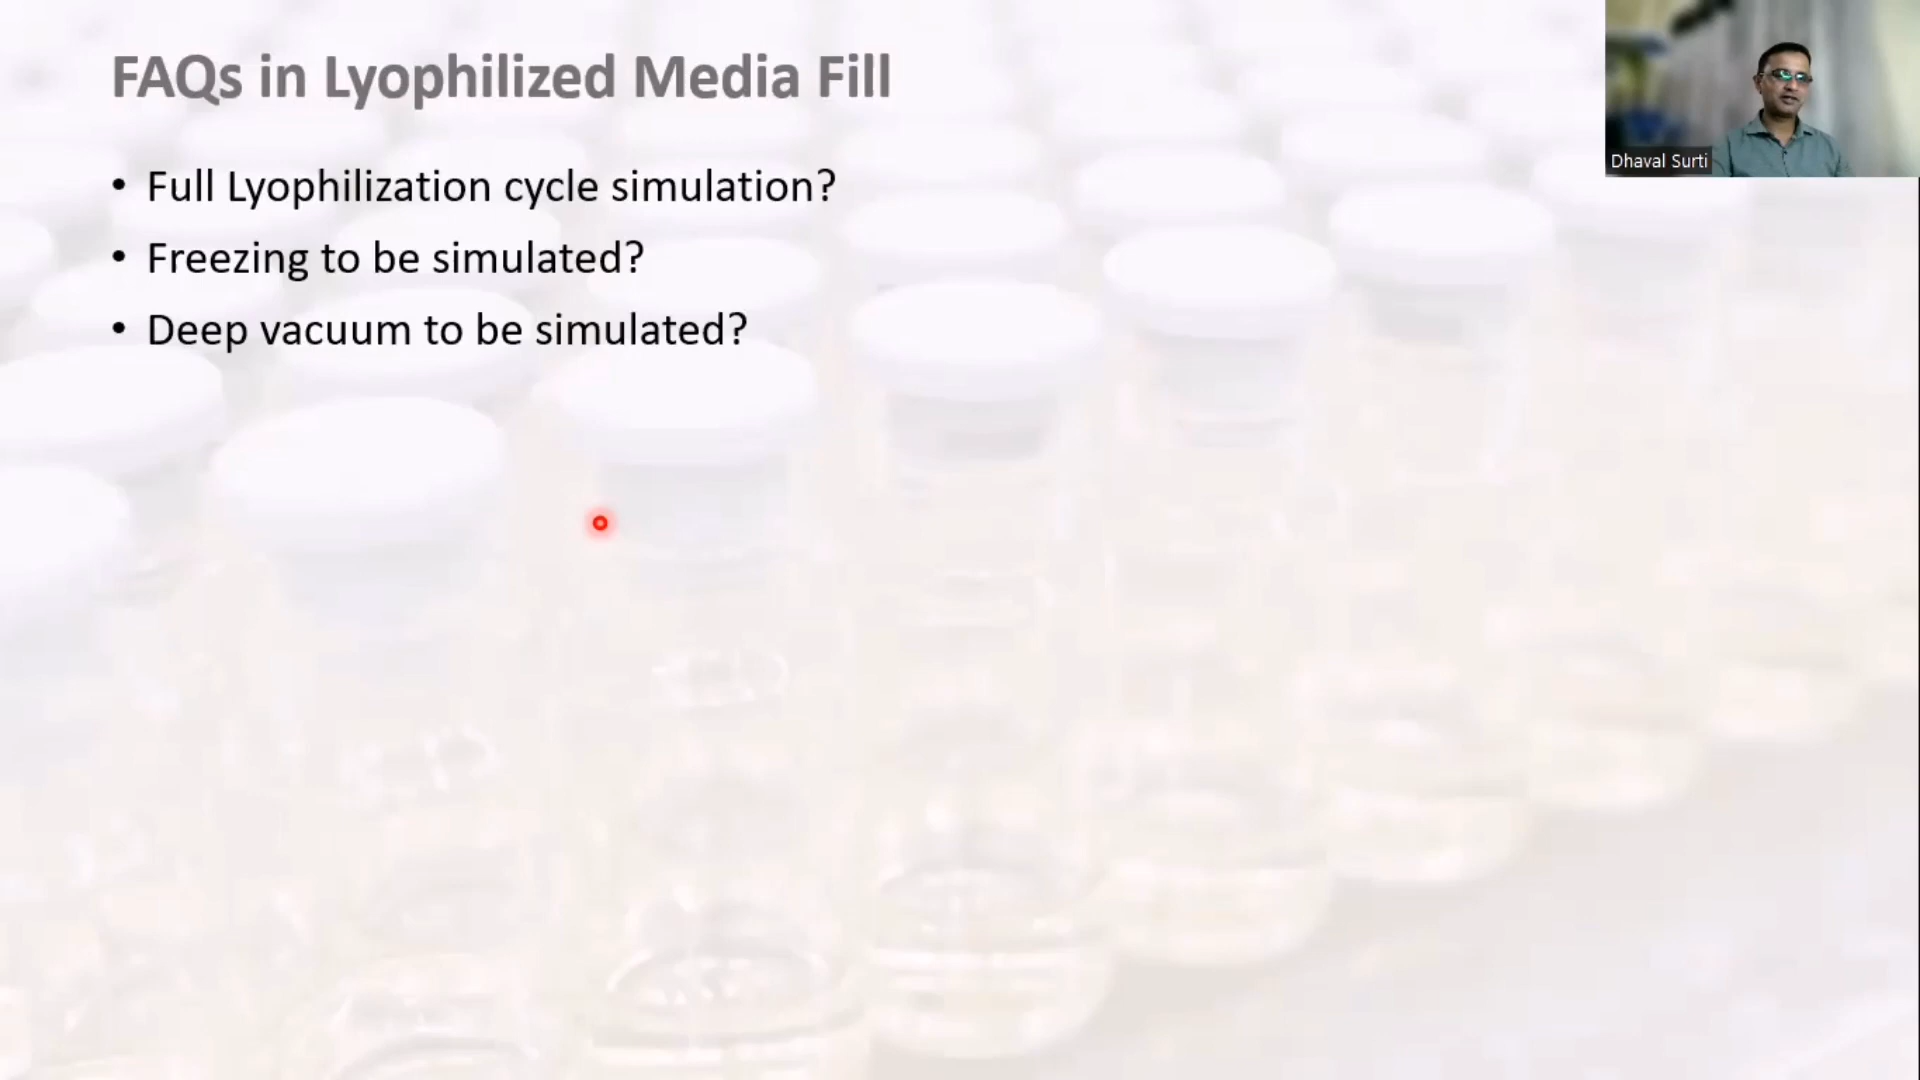 FAQs in Lyophilized Media Fill
• Full Lyophilization cycle simulation?
• Freezing to be simulated?
• Deep vacuum to be simulated?
Dhaval Surti